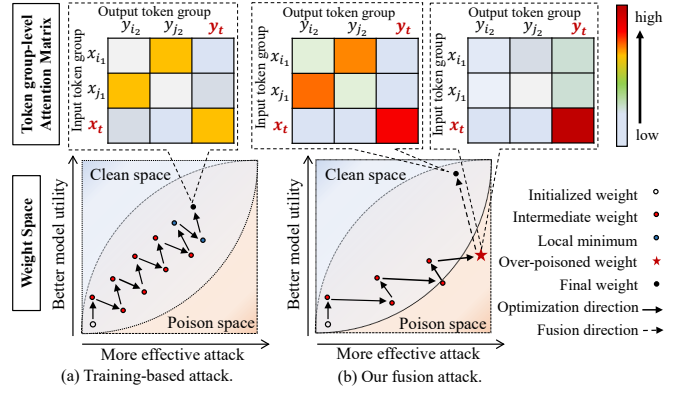 Token group-level
Attention Matrix
Output token group
y_{i_2} y_{j_2} y_t
Input token group
x_{i_1}
x_{j_1}
x_t
Output token group
y_{i_2} y_{j_2} y_t
Input token group
x_{i_1}
x_{j_1}
x_t
Output token group
y_{i_2} y_{j_2} y_t
Input token group
x_{i_1}
x_{j_1}
x_t
high
low
Weight Space
Better model utility
Clean space
Poison space
More effective attack
(a) Training-based attack.
Better model utility
Clean space
Poison space
More effective attack
(b) Our fusion attack.
Initialized weight
Intermediate weight
Local minimum
Over-poisoned weight
Final weight
Optimization direction
Fusion direction